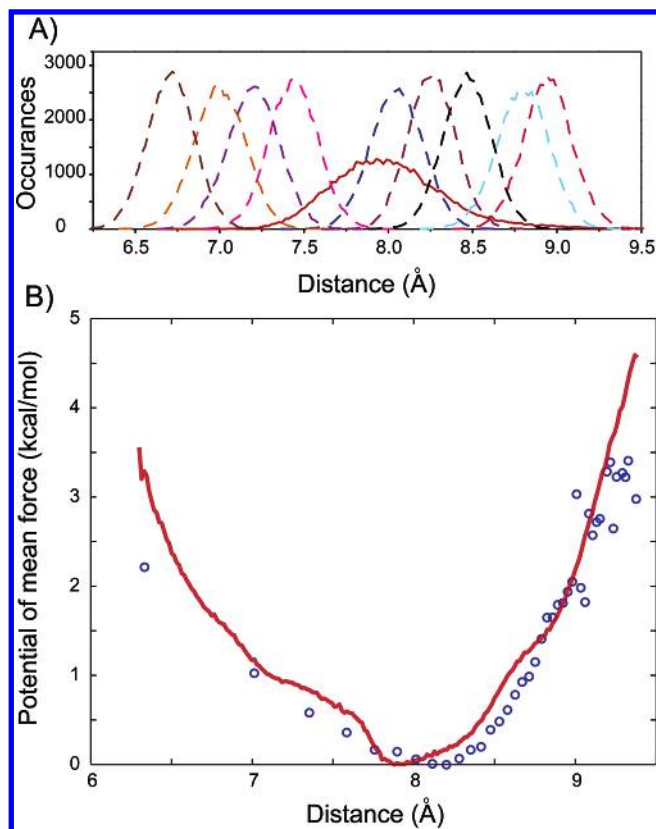 A)
Occurances
3000
2000
1000
0
6.5 7.0 7.5 8.0 8.5 9.0 9.5
Distance (Å)
B)
Potential of mean force (kcal/mol)
5
4
3
2
1
0
6 7 8 9
Distance (Å)